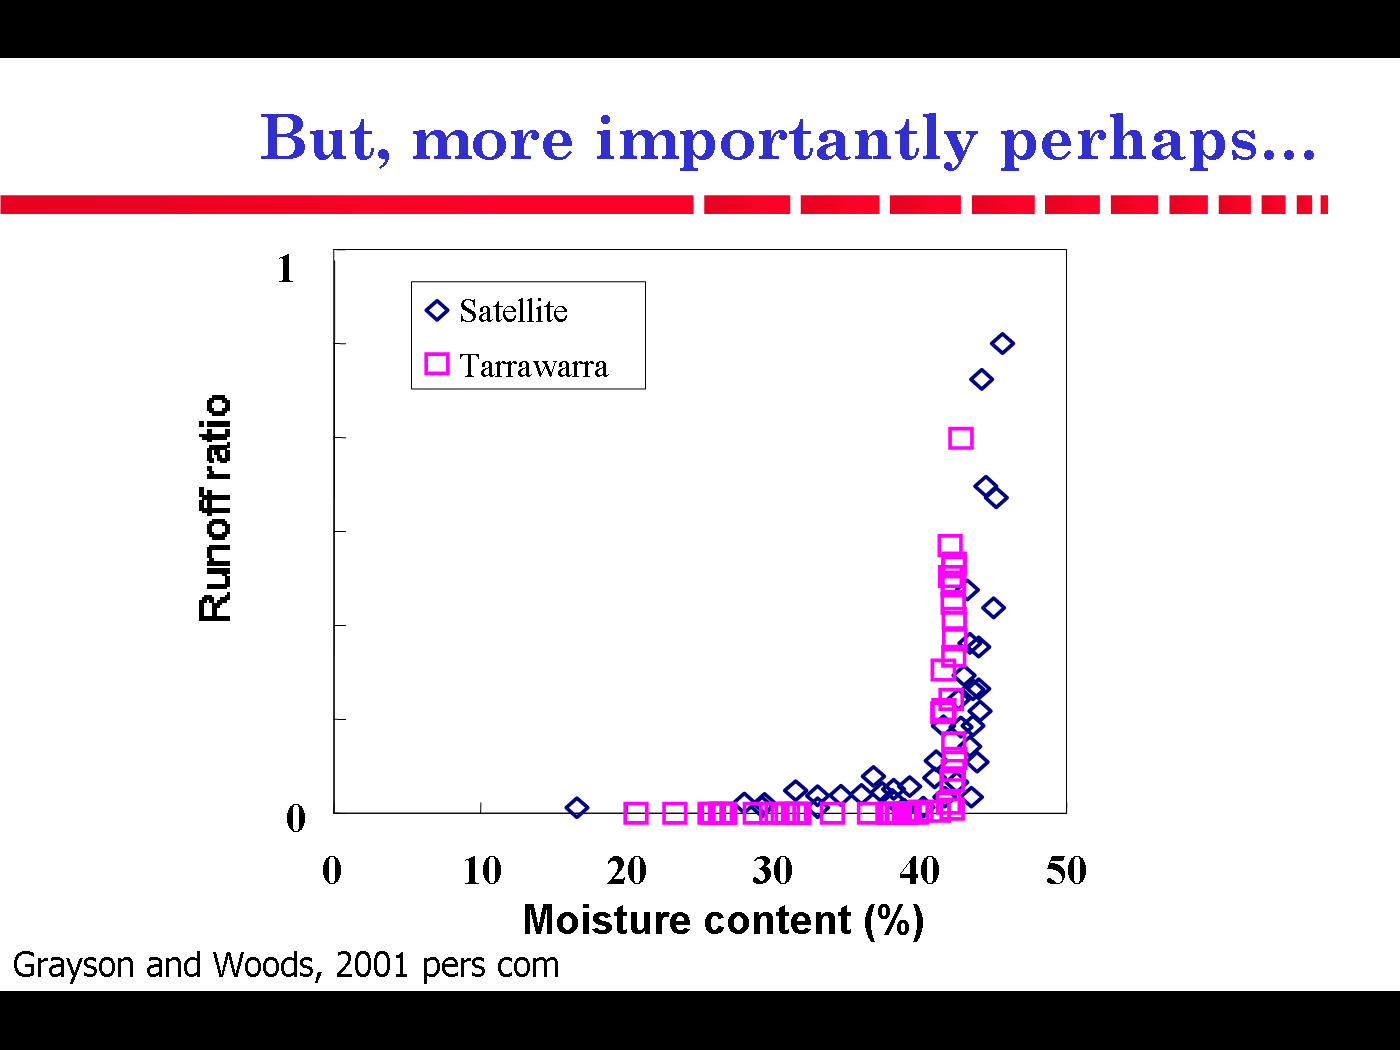 But, more importantly perhaps...
1
Satellite
Tarrawarra
Runoff ratio
0
0 10 20 30 40 50
Moisture content (%)
Grayson and Woods, 2001 pers com